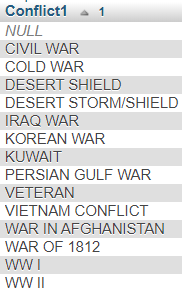 Conflict1 1
NULL
CIVIL WAR
COLD WAR
DESERT SHIELD
DESERT STORM/SHIELD
IRAQ WAR
KOREAN WAR
KUWAIT
PERSIAN GULF WAR
VETERAN
VIETNAM CONFLICT
WAR IN AFGHANISTAN
WAR OF 1812
WW I
WW II